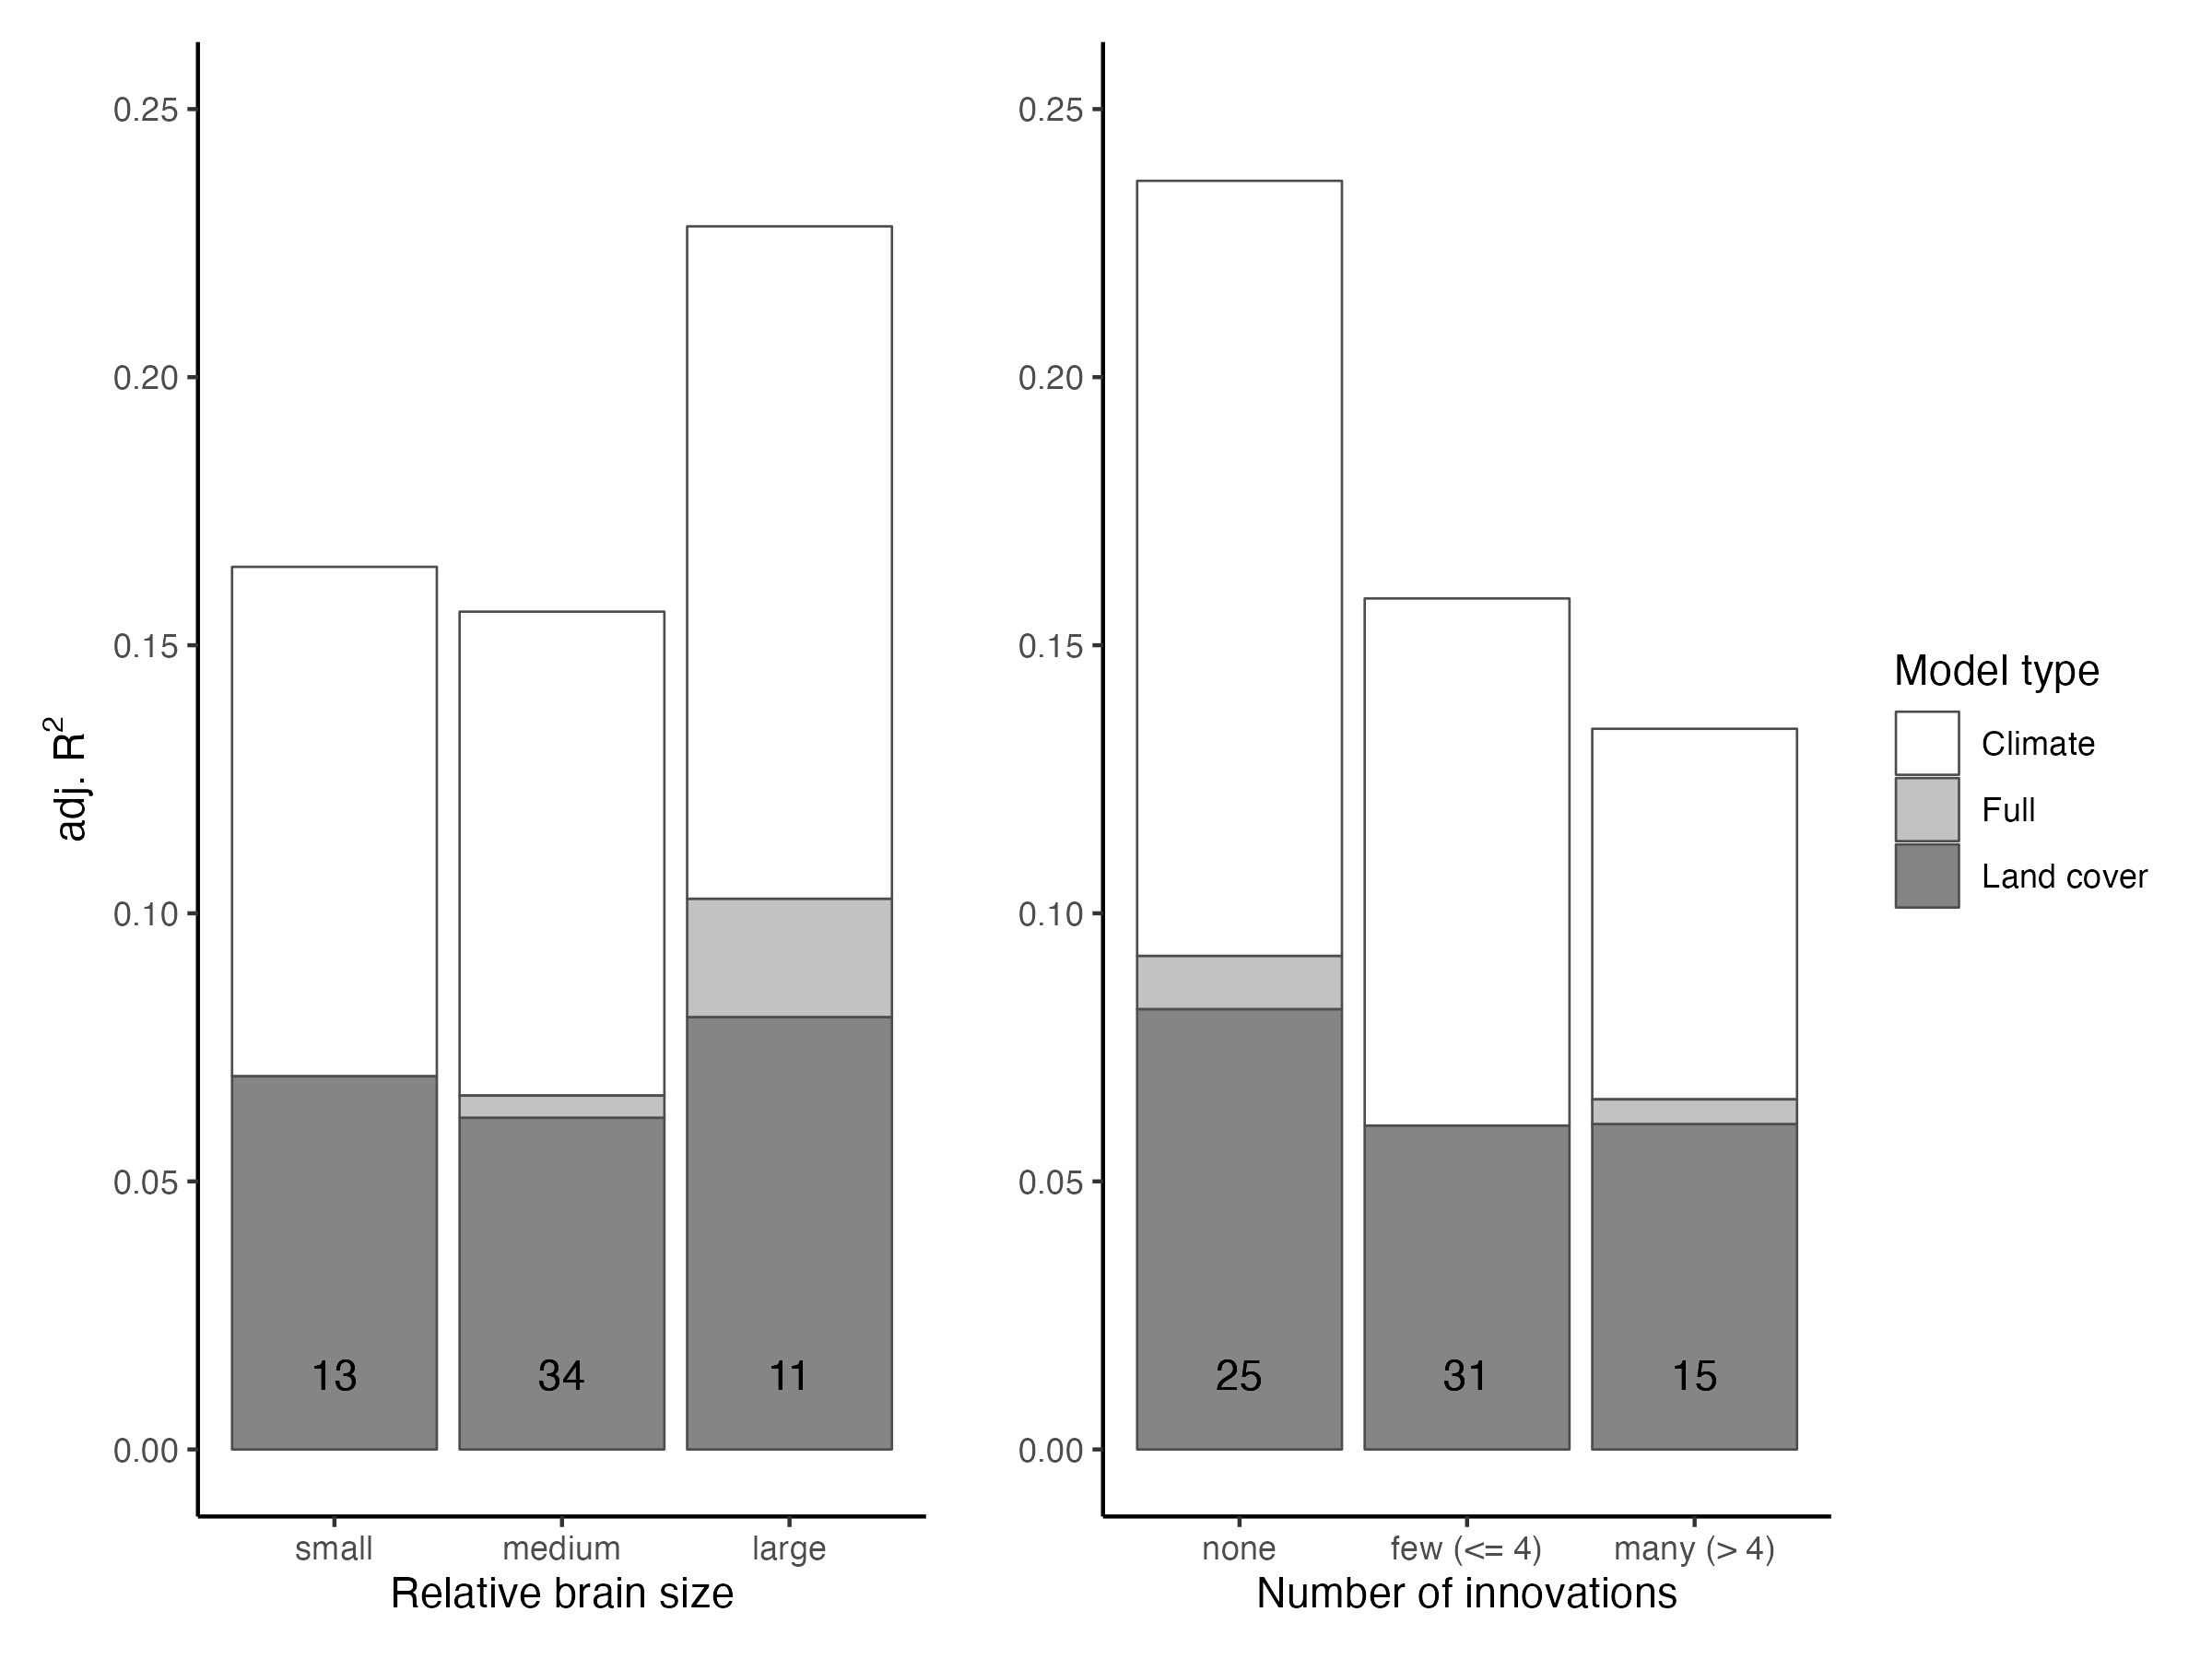 adj. R²
0.25
0.20
0.15
0.10
0.05
0.00
13
34
11
small
medium
large
Relative brain size
0.25
0.20
0.15
0.10
0.05
0.00
25
31
15
none
few (<= 4)
many (> 4)
Number of innovations
Model type
Climate
Full
Land cover